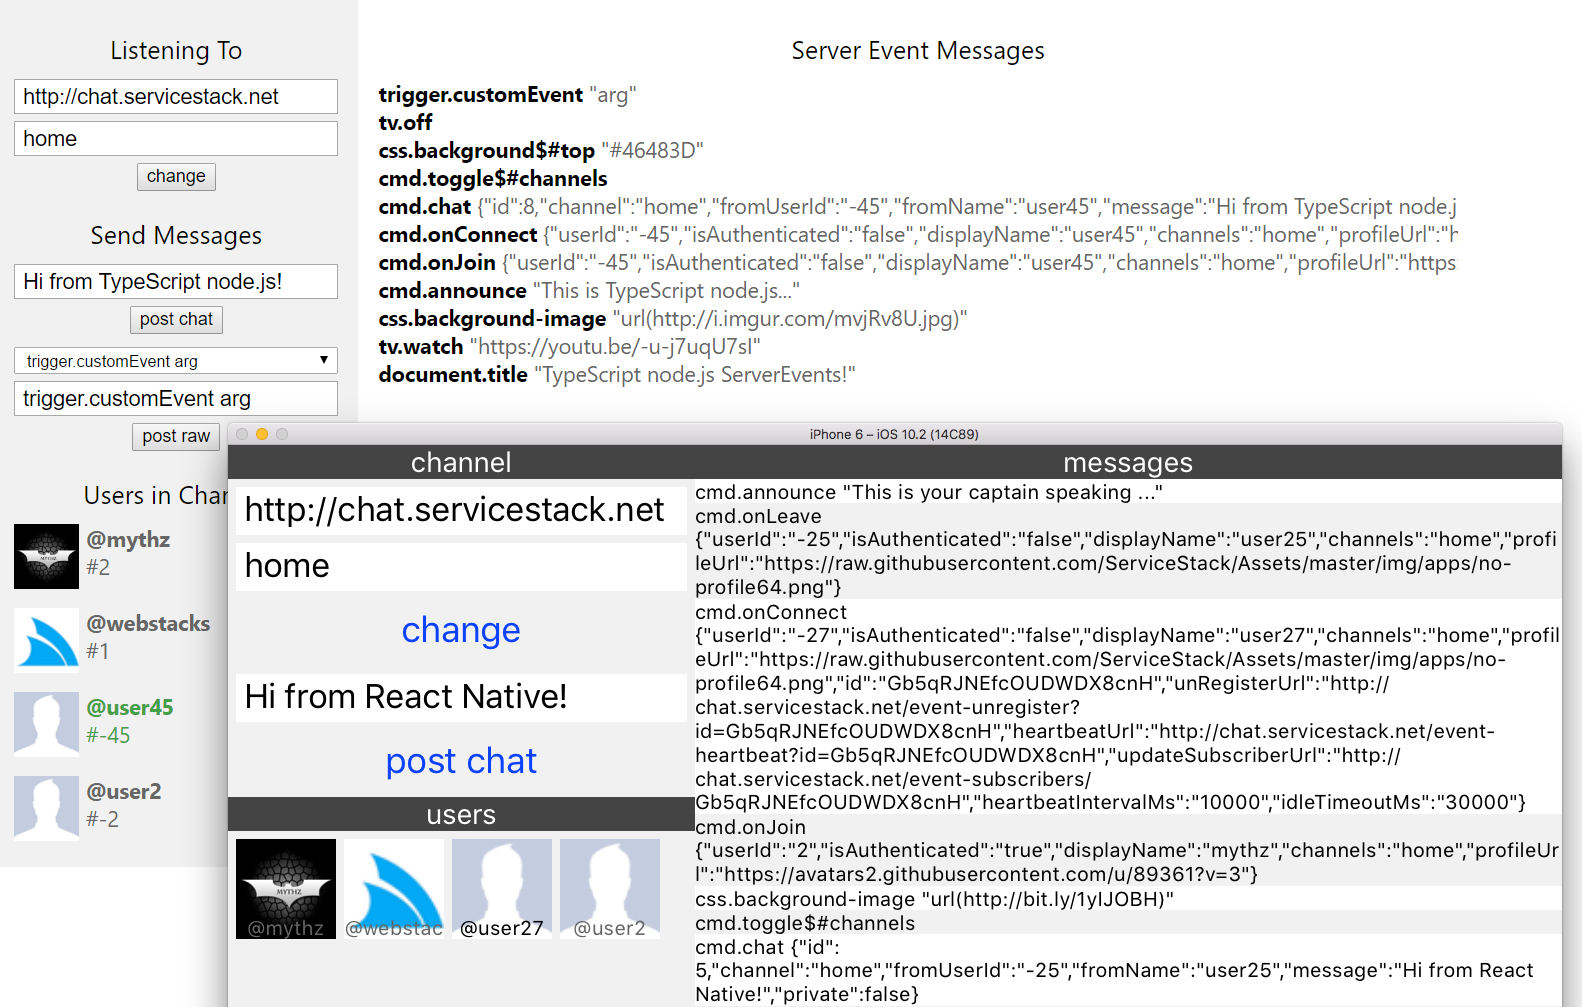 Listening To
http://chat.servicestack.net
home
change
Send Messages
Hi from TypeScript node.js!
post chat
trigger.customEvent arg
trigger.customEvent arg
post raw
Users in Char
@mythz
#2
@webstacks
#1
@user45
#-45
@user2
#-2
Server Event Messages
trigger.customEvent "arg"
tv.off
css.background$#top "#46483D"
cmd.toggle$#channels
cmd.chat {"id":8,"channel":"home","fromUserId":"-45","fromName":"user45","message":"Hi from TypeScript node.j
cmd.onConnect {"userId":"-45","isAuthenticated":"false","displayName":"user45","channels":"home","profileUrl":"h
cmd.onJoin {"userId":"-45","isAuthenticated":"false","displayName":"user45","channels":"home","profileUrl":"https:
cmd.announce "This is TypeScript node.js..."
css.background-image "url(http://i.imgur.com/mvjRv8U.jpg)"
tv.watch "https://youtu.be/-u-j7uqU7sI"
document.title "TypeScript node.js ServerEvents!"
iPhone 6 – iOS 10.2 (14C89)
channel
http://chat.servicestack.net
home
change
Hi from React Native!
post chat
users
MYTHZ
@mythz
@webstac
@user27
@user2
messages
cmd.announce "This is your captain speaking ..."
cmd.onLeave
{"userId":"-25","isAuthenticated":"false","displayName":"user25","channels":"home","profi
leUrl":"https://raw.githubusercontent.com/ServiceStack/Assets/master/img/apps/no-
profile64.png"}
cmd.onConnect
{"userId":"-27","isAuthenticated":"false","displayName":"user27","channels":"home","profil
eUrl":"https://raw.githubusercontent.com/ServiceStack/Assets/master/img/apps/no-
profile64.png","id":"Gb5qRJNEfcOUDWDX8cnH","unRegisterUrl":"http://
chat.servicestack.net/event-unregister?
id=Gb5qRJNEfcOUDWDX8cnH","heartbeatUrl":"http://chat.servicestack.net/event-
heartbeat?id=Gb5qRJNEfcOUDWDX8cnH","updateSubscriberUrl":"http://
chat.servicestack.net/event-subscribers/
Gb5qRJNEfcOUDWDX8cnH","heartbeatIntervalMs":"10000","idleTimeoutMs":"30000"}
cmd.onJoin
{"userId":"2","isAuthenticated":"true","displayName":"mythz","channels":"home","profileUr
l":"https://avatars2.githubusercontent.com/u/89361?v=3"}
css.background-image "url(http://bit.ly/1yIJOBH)"
cmd.toggle$#channels
cmd.chat {"id":
5,"channel":"home","fromUserId":"-25","fromName":"user25","message":"Hi from React
Native!","private":false}